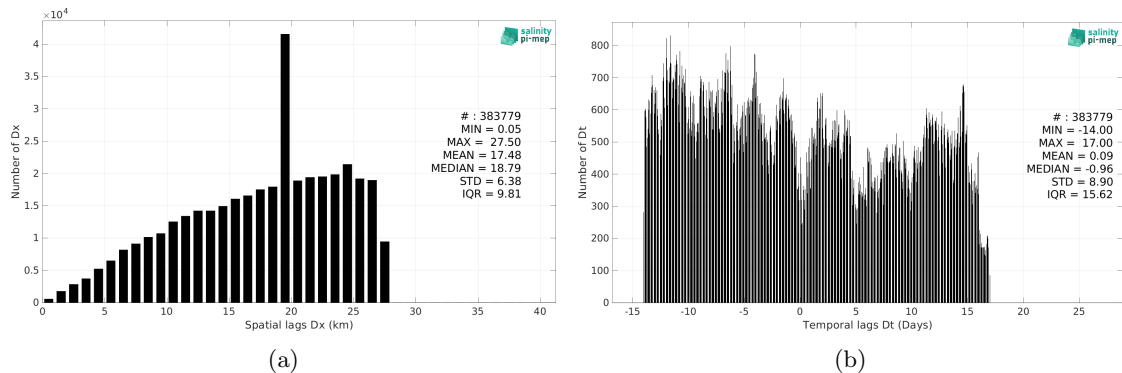 ×10⁴
4
3.5
3
2.5
2
1.5
1
0.5
0
Number of Dx
0 5 10 15 20 25 30 35 40
Spatial lags Dx (km)
salinity
pi-mep
# : 383779
MIN = 0.05
MAX = 27.50
MEAN = 17.48
MEDIAN = 18.79
STD = 6.38
IQR = 9.81
(a)
800
700
600
500
400
300
200
100
0
Number of Dt
-15 -10 -5 0 5 10 15 20 25
Temporal lags Dt (Days)
salinity
pi-mep
# : 383779
MIN = -14.00
MAX = 17.00
MEAN = 0.09
MEDIAN = -0.96
STD = 8.90
IQR = 15.62
(b)